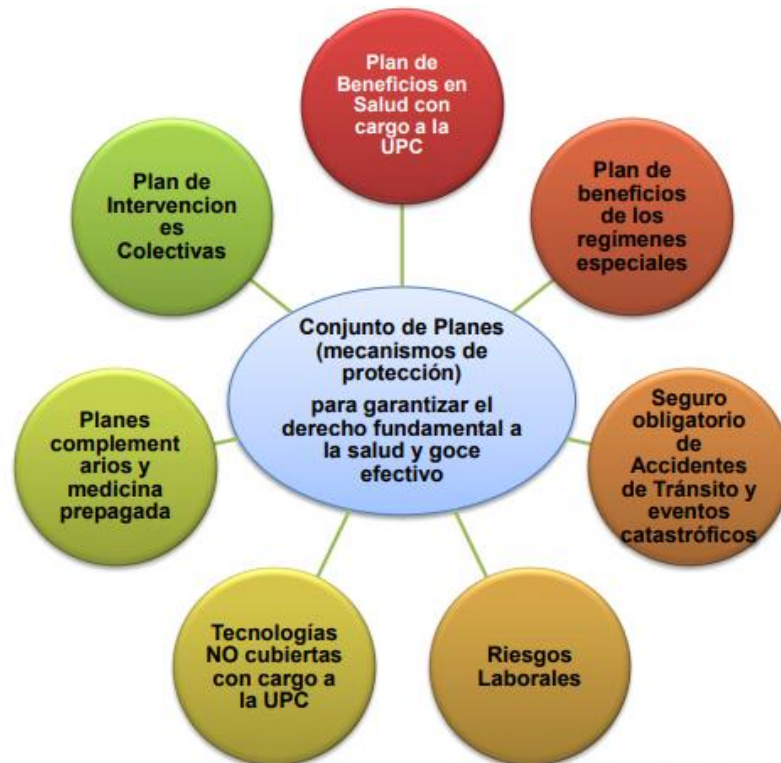 Plan de
Beneficios en
Salud con
cargo a la
UPC
Plan de
beneficios
de los
regímenes
especiales
Seguro
obligatorio
de
Accidentes
de Tránsito y
eventos
catastróficos
Riesgos
Laborales
Tecnologías
NO cubiertas
con cargo a
la UPC
Planes
complement
arios y
medicina
prepagada
Plan de
Intervencion
es
Colectivas
Conjunto de Planes
(mecanismos de
protección)
para garantizar el
derecho fundamental a
la salud y goce
efectivo